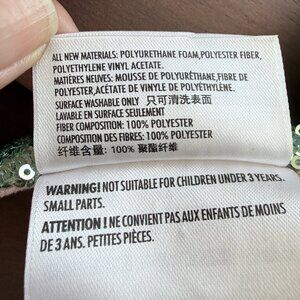 ALL NEW MATERIALS: POLYURETHANE FOAM,POLYESTER FIBER,
POLYETHYLENE VINYL ACETATE.
MATIÈRES NEUVES: MOUSSE DE POLYURÉTHANE,FIBRE DE
POLYESTER,ACÉTATE DE VINYLE DE POLYÉTHYLÈNE.
SURFACE WASHABLE ONLY 只可清洗表面
LAVABLE EN SURFACE SEULEMENT
FIBER COMPOSITION: 100% POLYESTER
COMPOSITION DES FIBRES: 100% POLYESTER
纤维含量: 100% 聚酯纤维
WARNING! NOT SUITABLE FOR CHILDREN UNDER 3 YEARS.
SMALL PARTS.
ATTENTION ! NE CONVIENT PAS AUX ENFANTS DE MOINS
DE 3 ANS. PETITES PIÈCES.